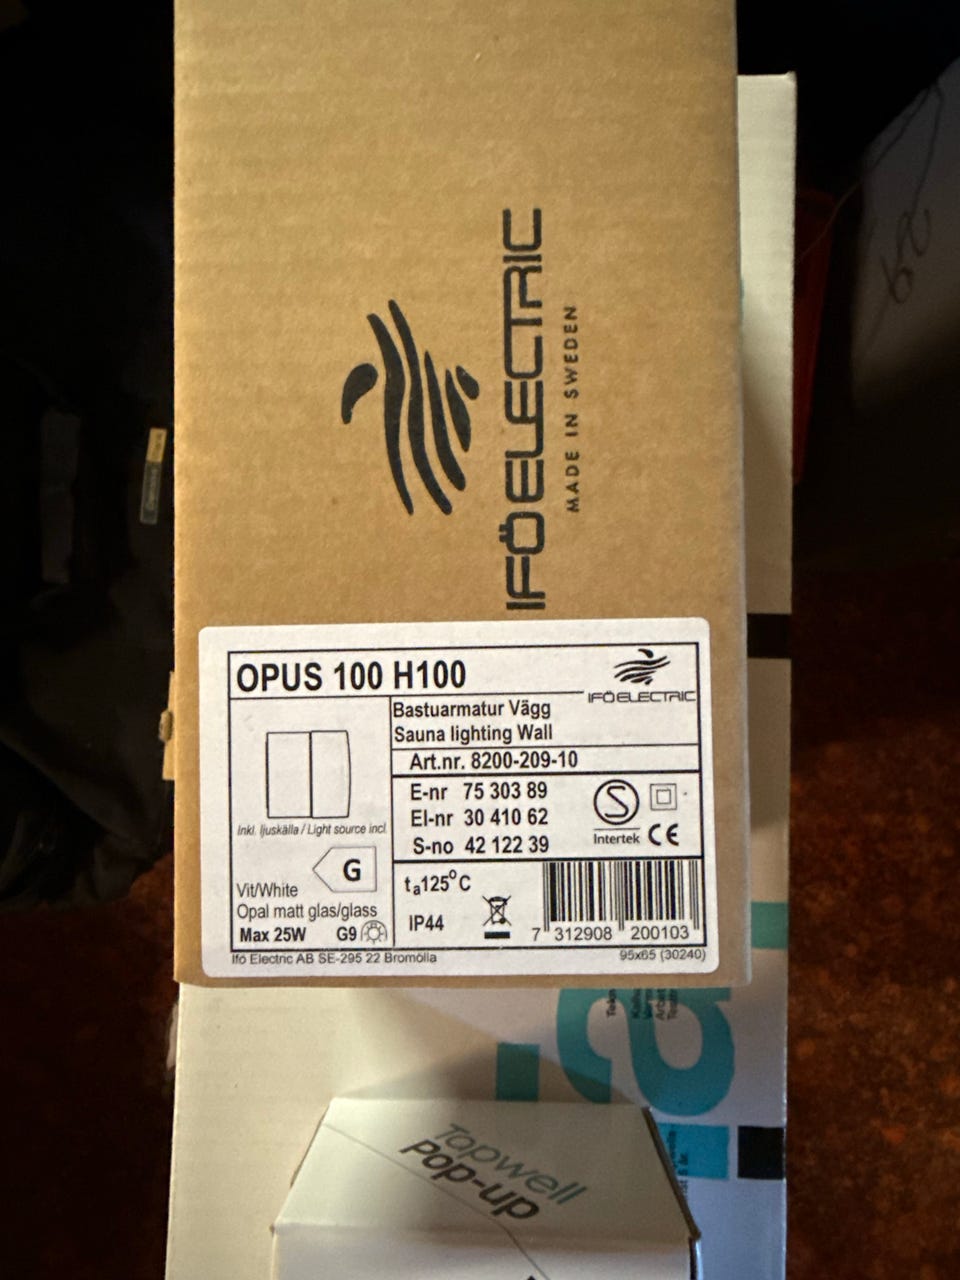 IFÖ ELECTRIC
MADE IN SWEDEN
OPUS 100 H100
IFÖ ELECTRIC
Bastuarmatur Vägg
Sauna lighting Wall
Art.nr. 8200-209-10
E-nr 75 303 89
El-nr 30 410 62
S-no 42 122 39
S
Intertek
CE
Inkl. ljuskälla / Light source incl.
G
Vit/White
Opal matt glas/glass
Max 25W G9
ta125°C
IP44
7 312908 200103
Ifö Electric AB SE-295 22 Bromölla
95x65 (30240)
Tapwell
Pop-up